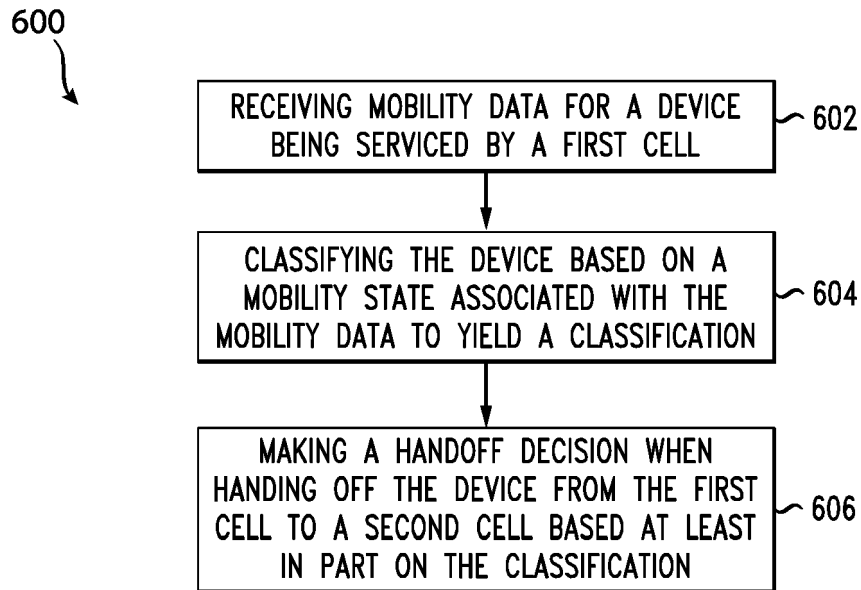 600
RECEIVING MOBILITY DATA FOR A DEVICE
BEING SERVICED BY A FIRST CELL
602
CLASSIFYING THE DEVICE BASED ON A
MOBILITY STATE ASSOCIATED WITH THE
MOBILITY DATA TO YIELD A CLASSIFICATION
604
MAKING A HANDOFF DECISION WHEN
HANDING OFF THE DEVICE FROM THE FIRST
CELL TO A SECOND CELL BASED AT LEAST
IN PART ON THE CLASSIFICATION
606